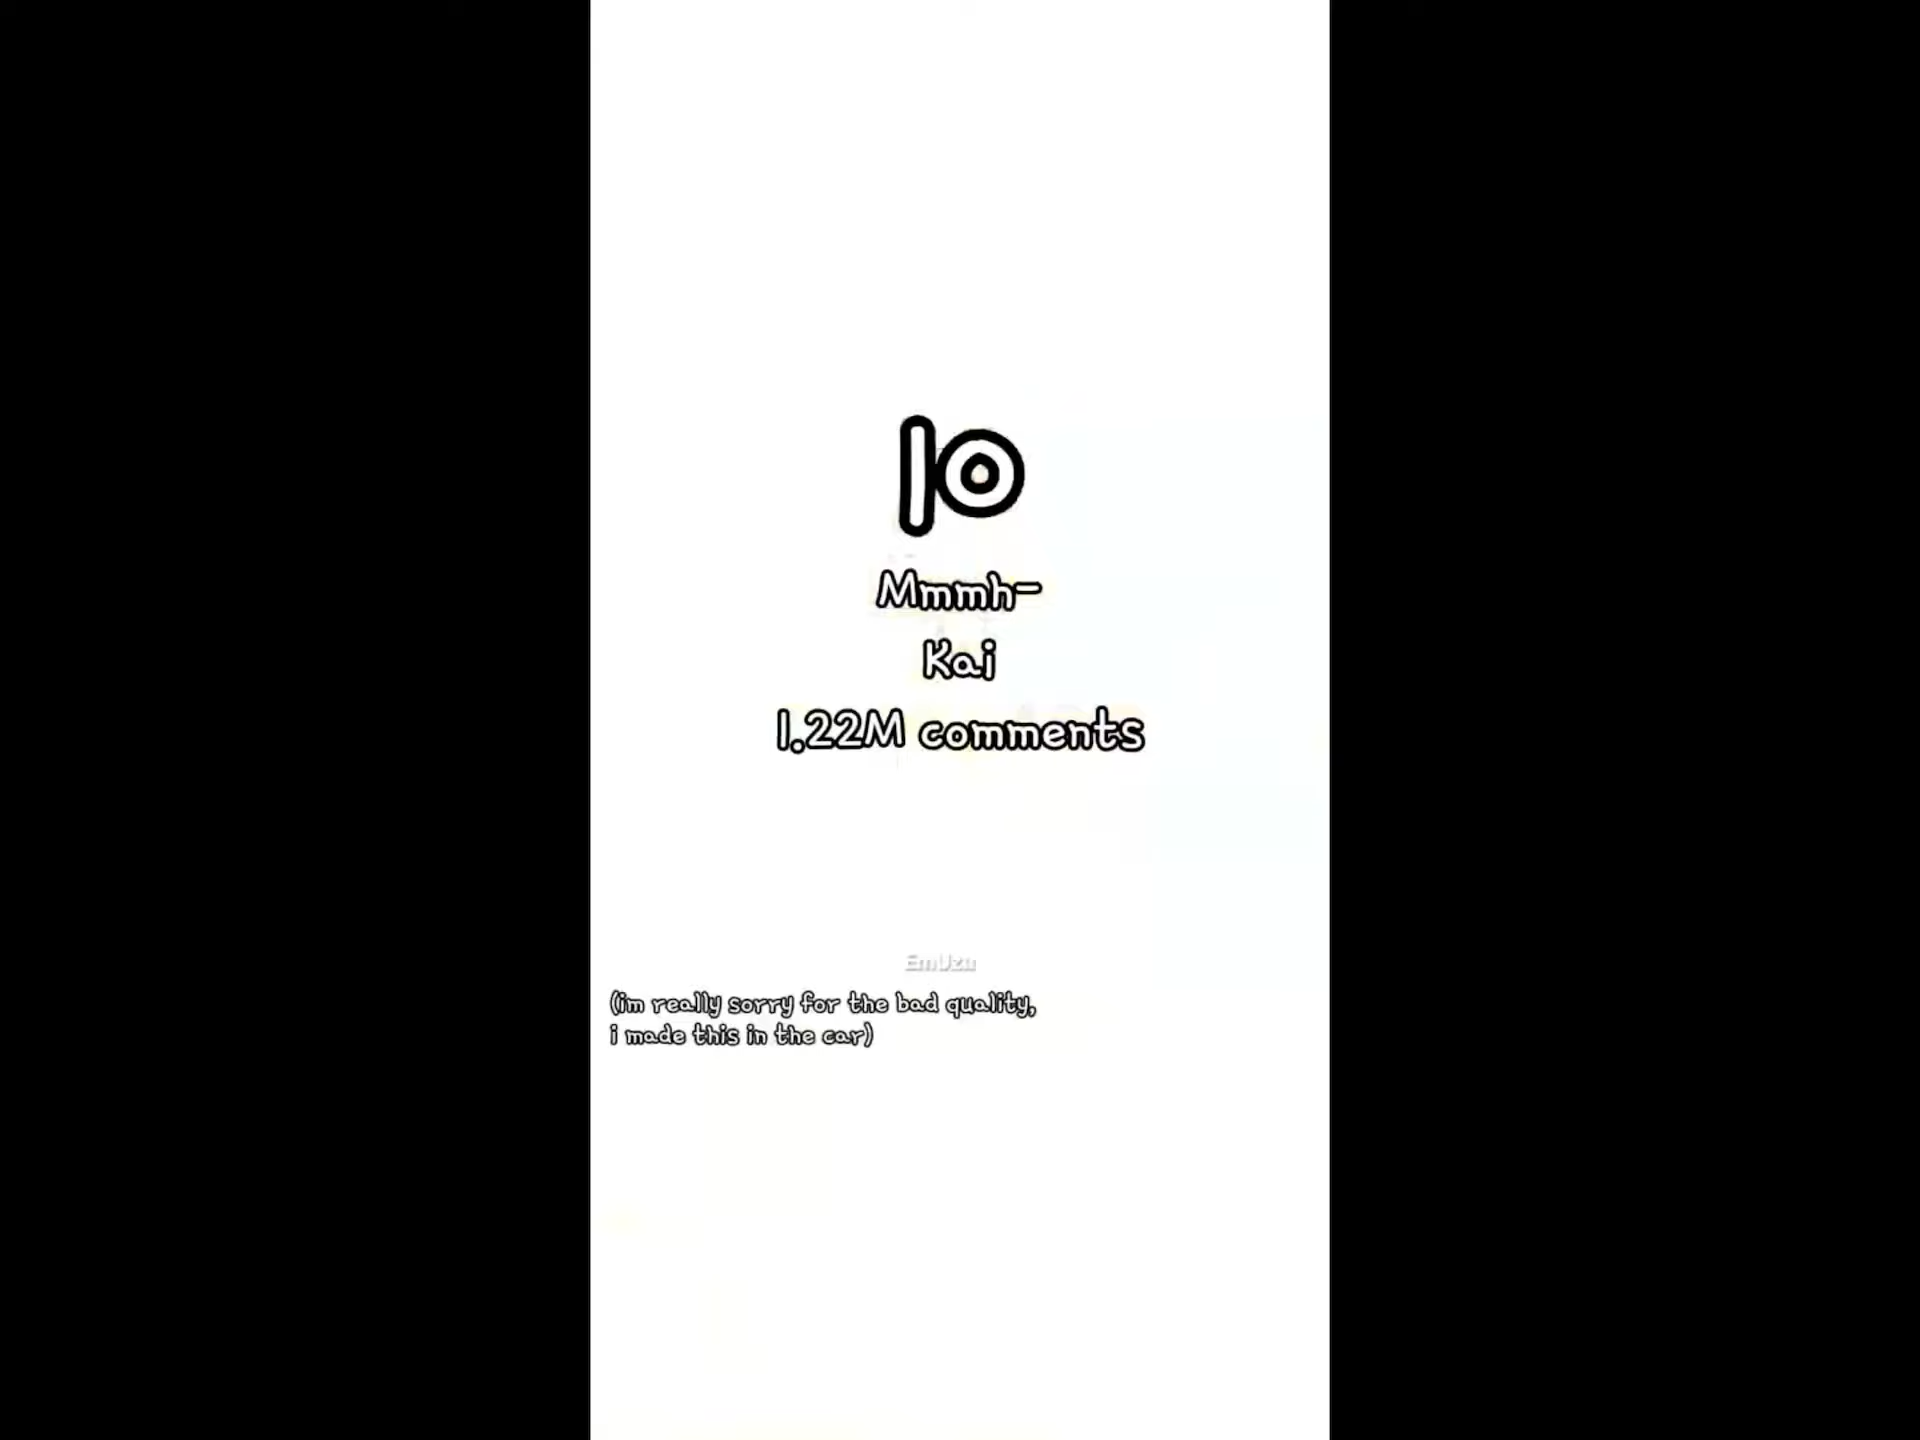 10
Mmmh-
Kai
1.22M comments
EmUzu
(im really sorry for the bad quality,
i made this in the car)